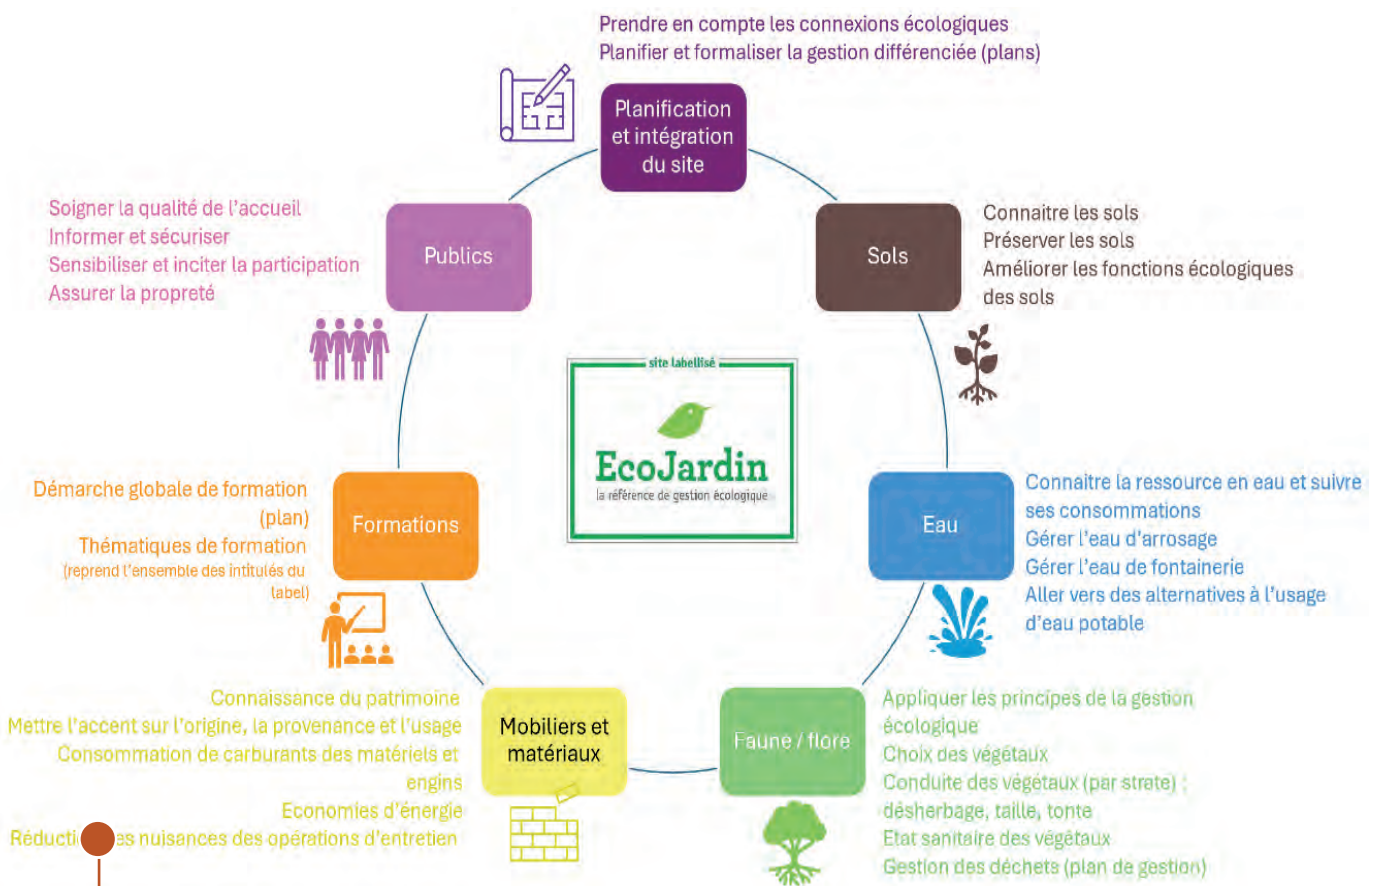 Prendre en compte les connexions écologiques
Planifier et formaliser la gestion différenciée (plans)
Planification
et intégration
du site
Connaitre les sols
Préserver les sols
Améliorer les fonctions écologiques
des sols
Sols
Connaitre la ressource en eau et suivre
ses consommations
Gérer l'eau d'arrosage
Gérer l'eau de fontainerie
Aller vers des alternatives à l'usage
d'eau potable
Eau
Appliquer les principes de la gestion
écologique
Choix des végétaux
Conduite des végétaux (par strate) :
désherbage, taille, tonte
Etat sanitaire des végétaux
Gestion des déchets (plan de gestion)
Faune / flore
Mobiliers et
matériaux
Connaissance du patrimoine
Mettre l'accent sur l'origine, la provenance et l'usage
Consommation de carburants des matériels et
engins
Economies d'énergie
nuisances des opérations d'entretien
Formations
Démarche globale de formation
(plan)
Thématiques de formation
(reprend l'ensemble des intitulés du
label)
Publics
Soigner la qualité de l'accueil
Informer et sécuriser
Sensibiliser et inciter la participation
Assurer la propreté
site labellisé
EcoJardin
la référence de gestion écologique